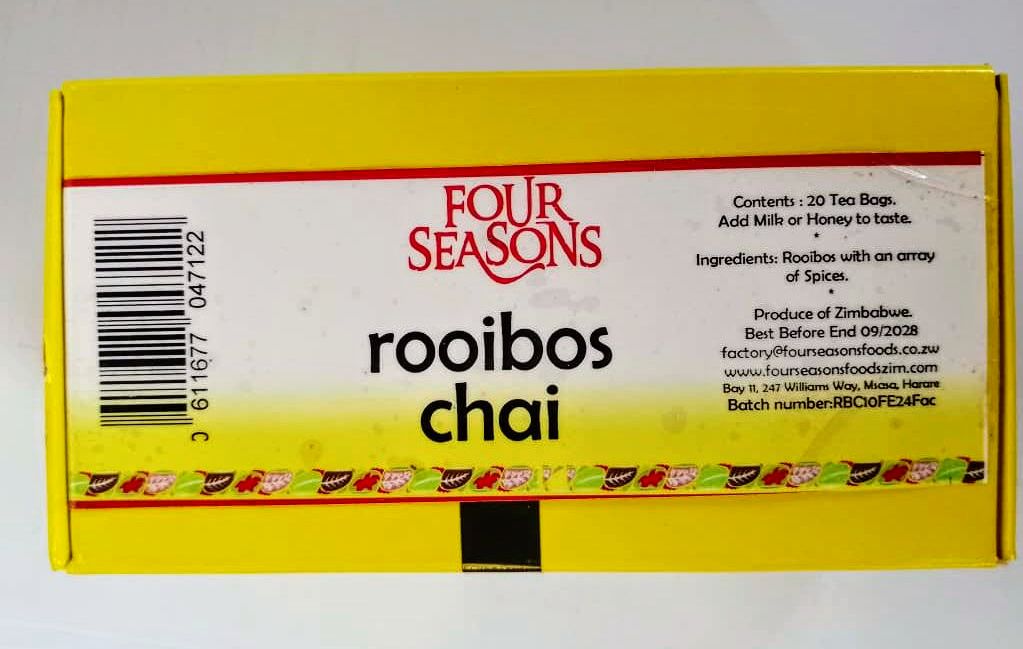 FOUR
SEASONS
rooibos
chai
Contents : 20 Tea Bags.
Add Milk or Honey to taste.
*
Ingredients: Rooibos with an array
of Spices.
*
Produce of Zimbabwe.
Best Before End 09/2028
factory@fourseasonsfoods.co.zw
www.fourseasonsfoodszim.com
Bay 11, 247 Williams Way, Msasa, Harare
Batch number:RBC10FE24Fac
0 611677 047122